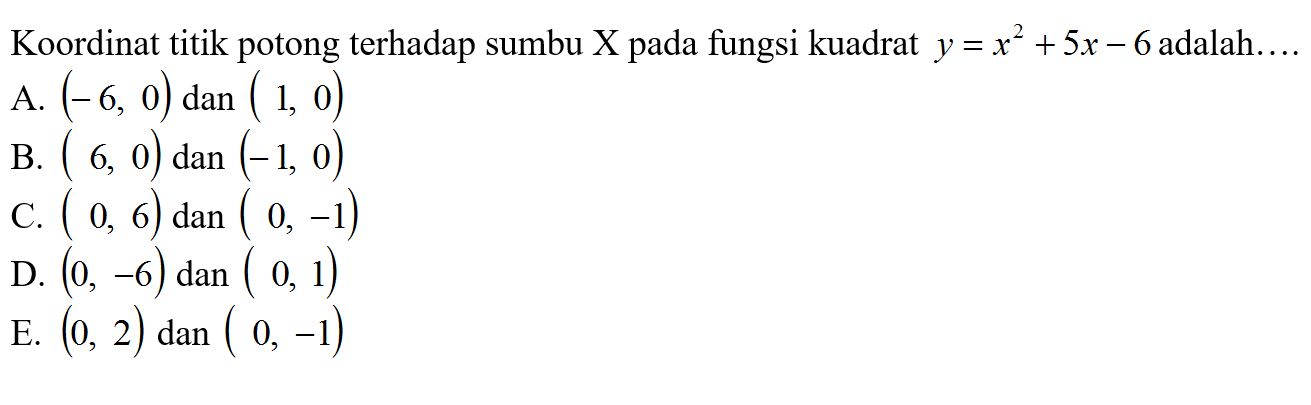 Koordinat titik potong terhadap sumbu X pada fungsi kuadrat y = x² + 5x − 6 adalah….
A. (− 6, 0) dan ( 1, 0)
B. ( 6, 0) dan (− 1, 0)
C. ( 0, 6) dan ( 0, −1)
D. (0, −6) dan ( 0, 1)
E. (0, 2) dan ( 0, −1)